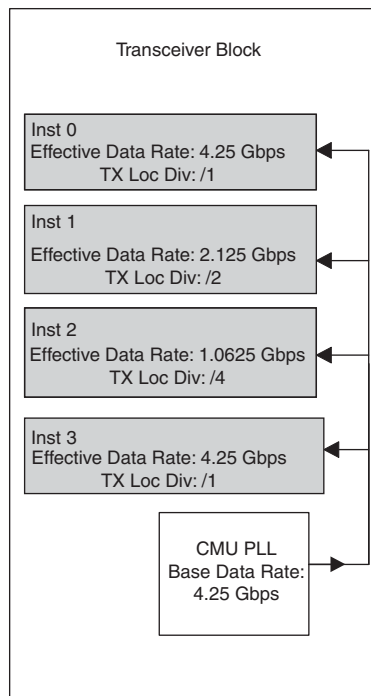 Transceiver Block
Inst 0
Effective Data Rate: 4.25 Gbps
TX Loc Div: /1
Inst 1
Effective Data Rate: 2.125 Gbps
TX Loc Div: /2
Inst 2
Effective Data Rate: 1.0625 Gbps
TX Loc Div: /4
Inst 3
Effective Data Rate: 4.25 Gbps
TX Loc Div: /1
CMU PLL
Base Data Rate:
4.25 Gbps